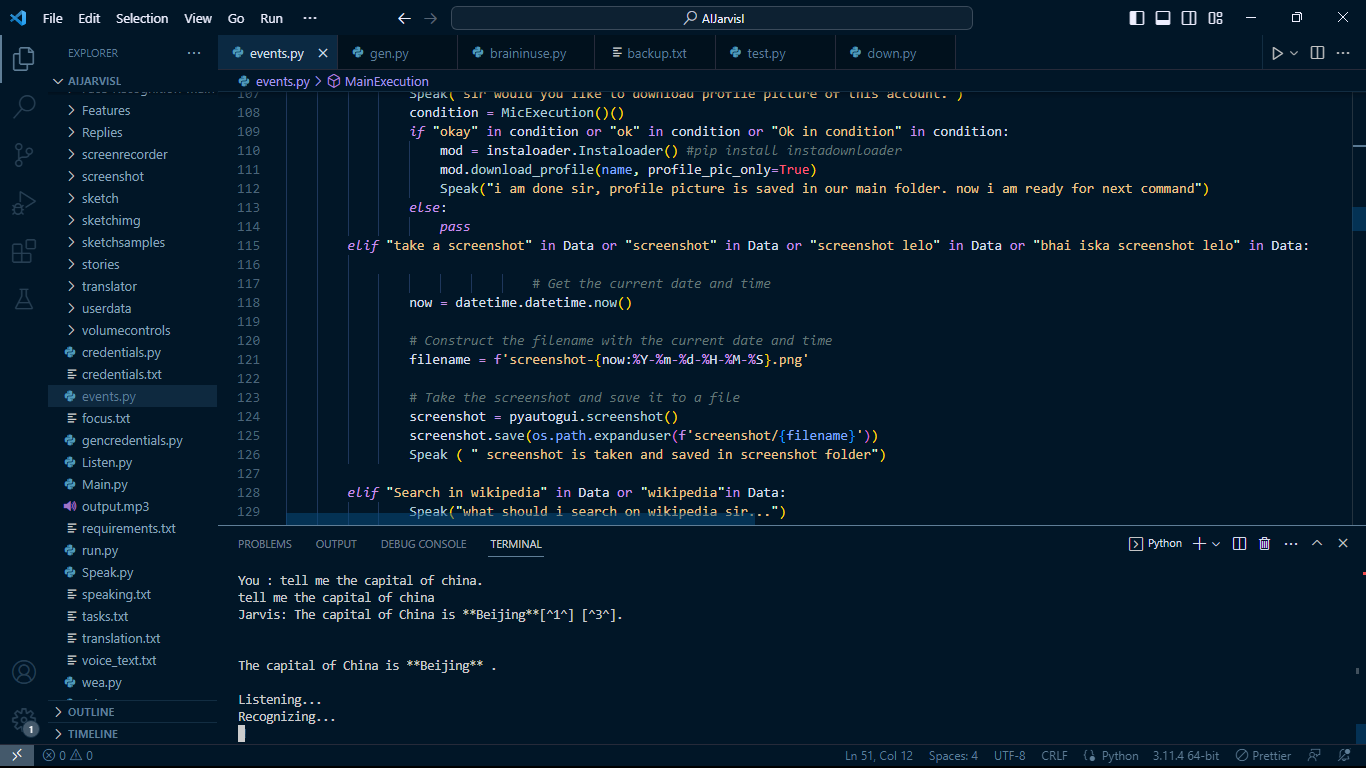 File Edit Selection View Go Run ··· AIJarvisI
EXPLORER ···
AIJARVISI
Features
Replies
screenrecorder
screenshot
sketch
sketchimg
sketchsamples
stories
translator
userdata
volumecontrols
credentials.py
credentials.txt
events.py
focus.txt
gencredentials.py
Listen.py
Main.py
output.mp3
requirements.txt
run.py
Speak.py
speaking.txt
tasks.txt
translation.txt
voice_text.txt
wea.py
OUTLINE
TIMELINE
events.py gen.py braininuse.py backup.txt test.py down.py
events.py > MainExecution
107 Speak("sir would you like to download profile picture of this account.")
108 condition = MicExecution()()
109 if "okay" in condition or "ok" in condition or "Ok in condition" in condition:
110 mod = instaloader.Instaloader() #pip install instadownloader
111 mod.download_profile(name, profile_pic_only=True)
112 Speak("i am done sir, profile picture is saved in our main folder. now i am ready for next command")
113 else:
114 pass
115 elif "take a screenshot" in Data or "screenshot" in Data or "screenshot lelo" in Data or "bhai iska screenshot lelo" in Data:
116
117 # Get the current date and time
118 now = datetime.datetime.now()
119
120 # Construct the filename with the current date and time
121 filename = f'screenshot-{now:%Y-%m-%d-%H-%M-%S}.png'
122
123 # Take the screenshot and save it to a file
124 screenshot = pyautogui.screenshot()
125 screenshot.save(os.path.expanduser(f'screenshot/{filename}'))
126 Speak ( " screenshot is taken and saved in screenshot folder")
127
128 elif "Search in wikipedia" in Data or "wikipedia"in Data:
129 Speak("what should i search on wikipedia sir...")
PROBLEMS OUTPUT DEBUG CONSOLE TERMINAL Python
You : tell me the capital of china.
tell me the capital of china
Jarvis: The capital of China is **Beijing**[^1^] [^3^].
The capital of China is **Beijing** .
Listening...
Recognizing...
1
0 0 Ln 51, Col 12 Spaces: 4 UTF-8 CRLF Python 3.11.4 64-bit Prettier